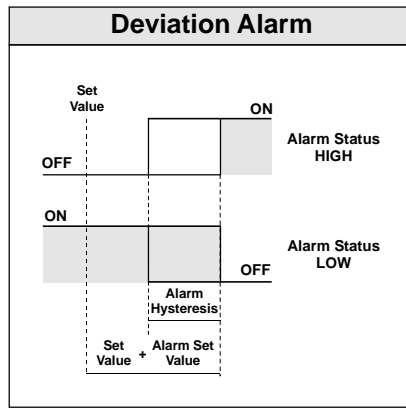 Deviation Alarm
Set
Value
ON
Alarm Status
HIGH
OFF
ON
Alarm Status
LOW
OFF
Alarm
Hysteresis
Set
Value
+
Alarm Set
Value